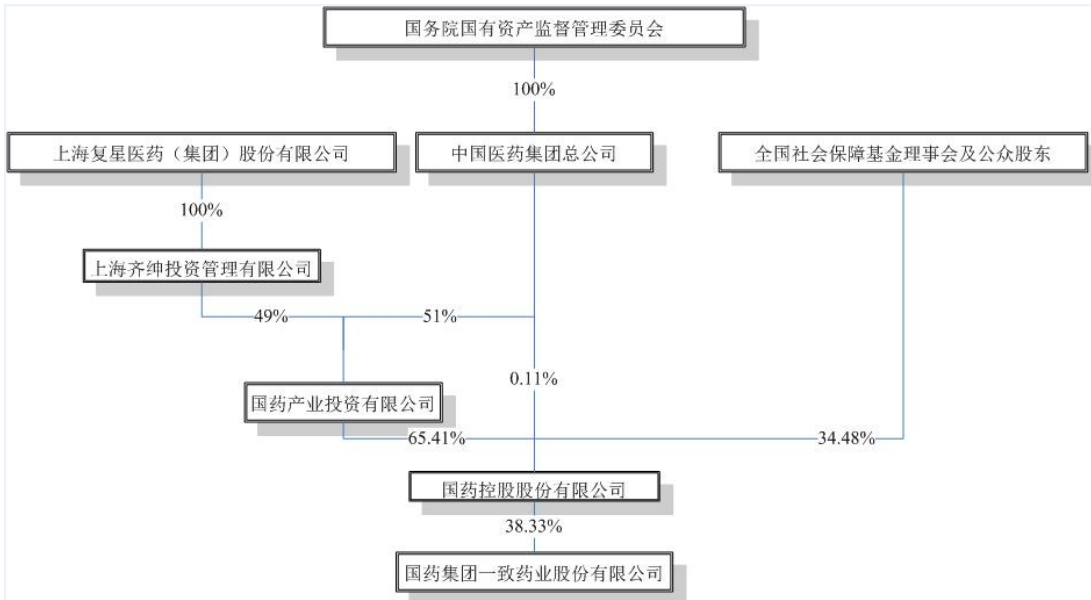 国务院国有资产监督管理委员会
100%
上海复星医药（集团）股份有限公司
中国医药集团总公司
全国社会保障基金理事会及公众股东
100%
上海齐绅投资管理有限公司
49%
51%
0.11%
国药产业投资有限公司
65.41%
34.48%
国药控股股份有限公司
38.33%
国药集团一致药业股份有限公司